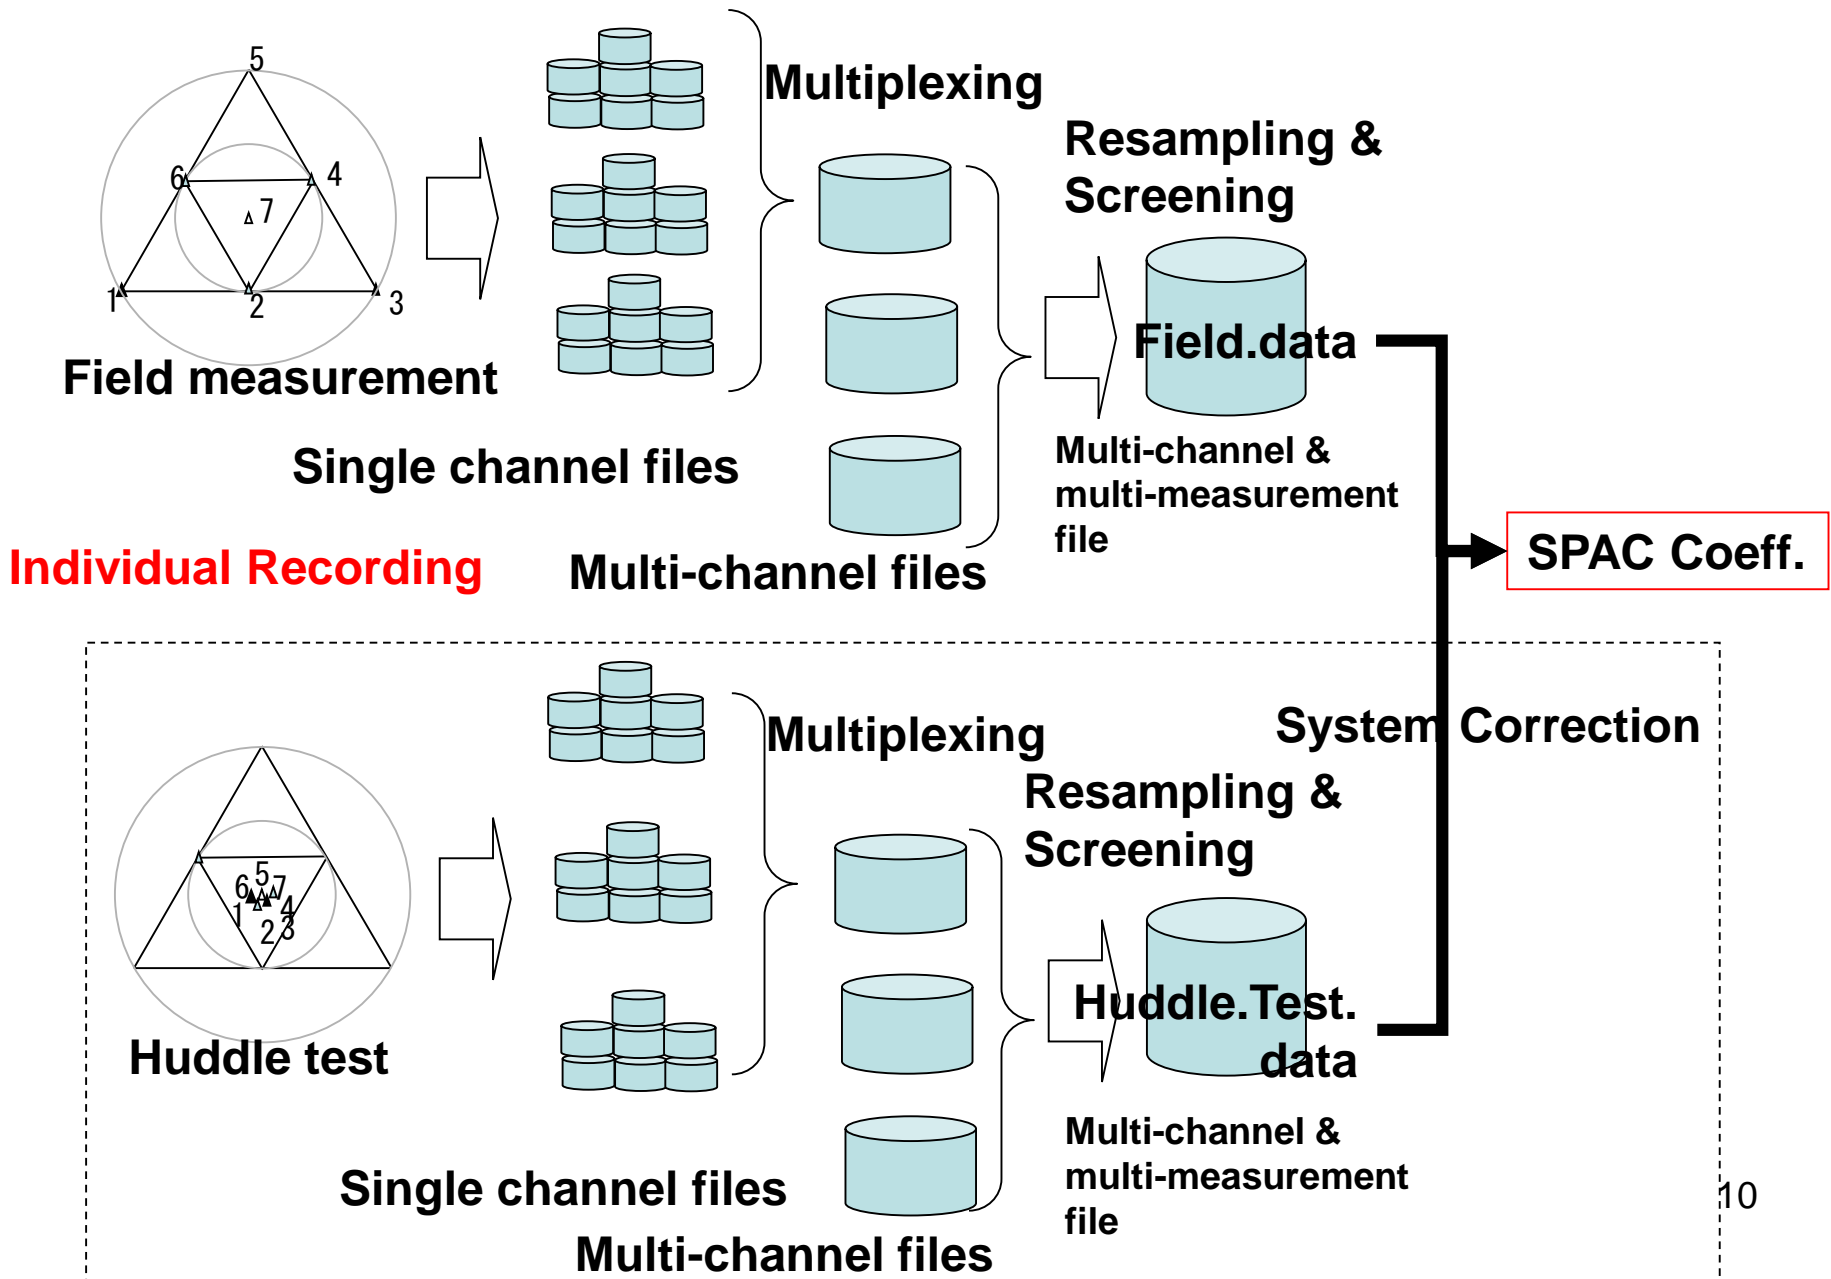 5
6
4
7
1
2
3
Field measurement
Multiplexing
Resampling &
Screening
Field.data
Single channel files
Multi-channel &
multi-measurement
file
SPAC Coeff.
Individual Recording
Multi-channel files
System Correction
Multiplexing
Resampling &
Screening
5
6
7
1
4
2
3
Huddle test
Huddle.Test.
data
Single channel files
Multi-channel &
multi-measurement
file
10
Multi-channel files